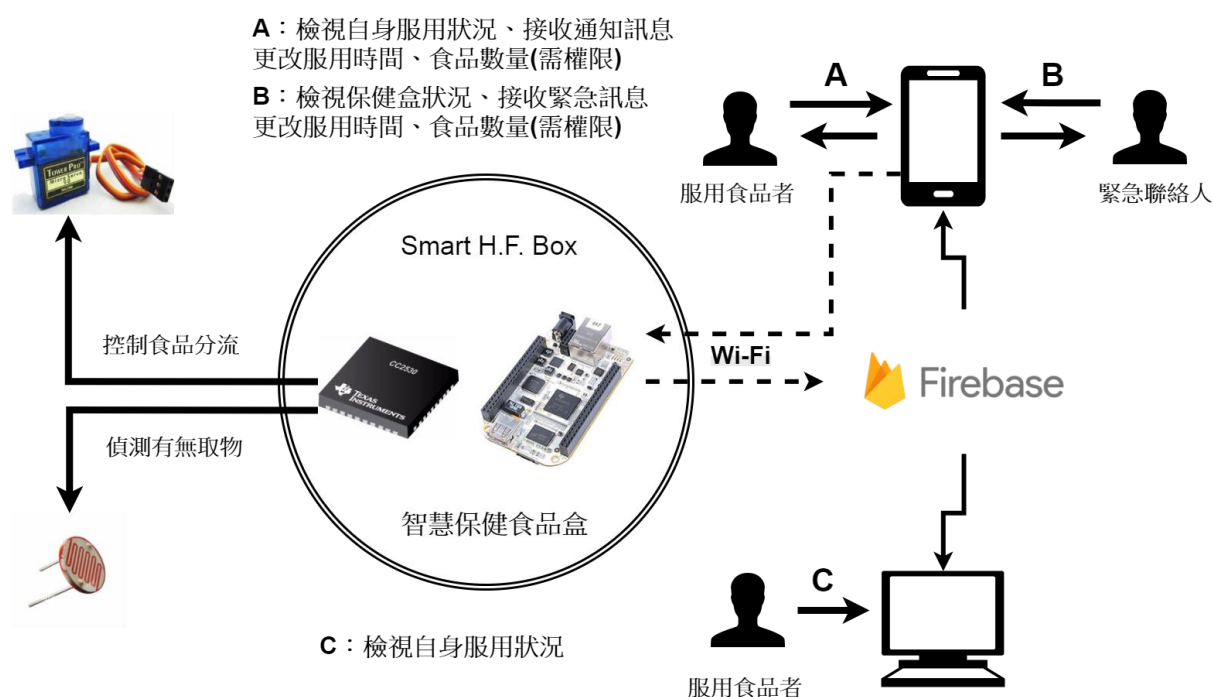 A：檢視自身服用狀況、接收通知訊息
更改服用時間、食品數量(需權限)
B：檢視保健盒狀況、接收緊急訊息
更改服用時間、食品數量(需權限)
A
B
服用食品者
緊急聯絡人
TOWER PRO
Smart H.F. Box
控制食品分流
CC2530
TEXAS
INSTRUMENTS
Wi-Fi
Firebase
偵測有無取物
智慧保健食品盒
C
C：檢視自身服用狀況
服用食品者